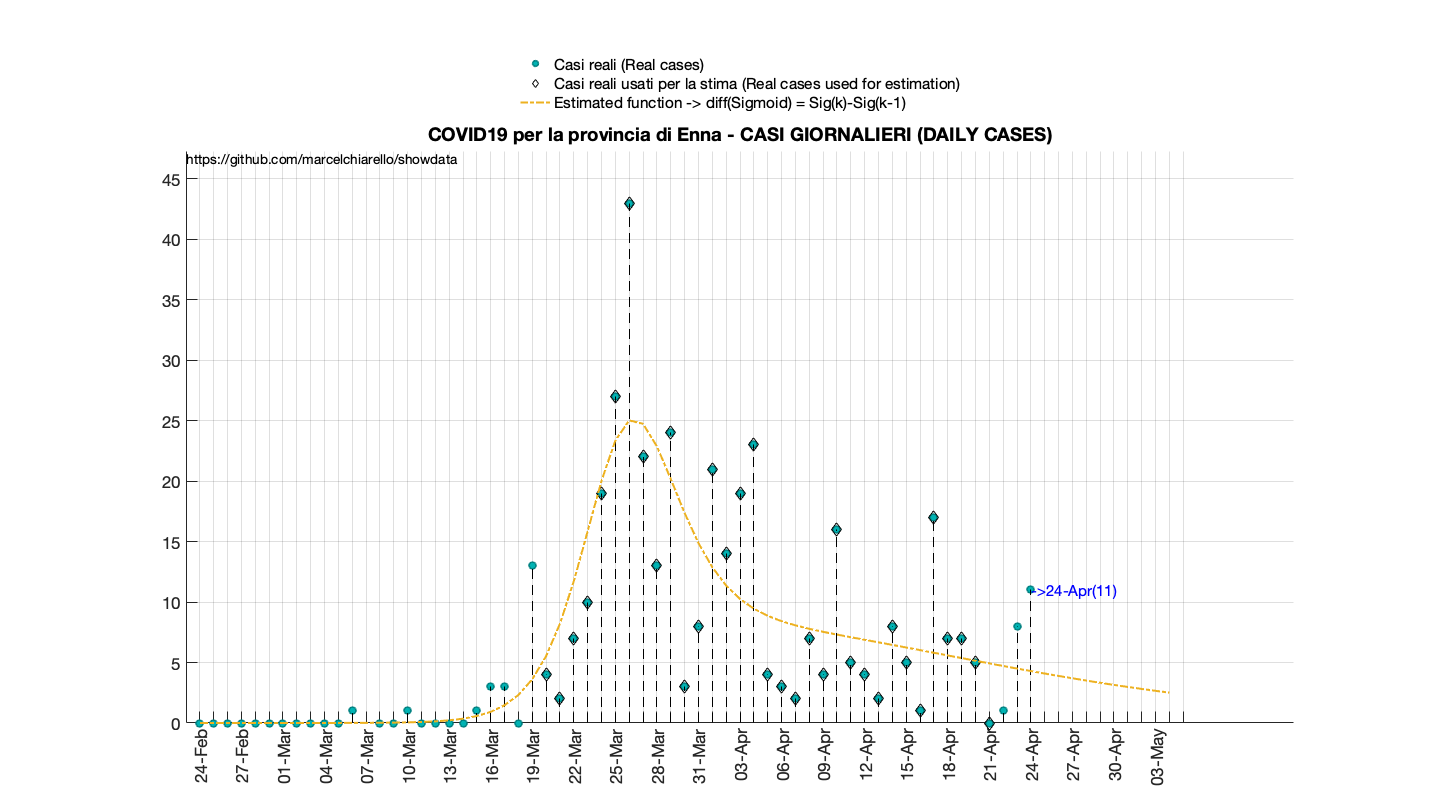 Casi reali (Real cases)
Casi reali usati per la stima (Real cases used for estimation)
Estimated function -> diff(Sigmoid) = Sig(k)-Sig(k-1)
COVID19 per la provincia di Enna - CASI GIORNALIERI (DAILY CASES)
https://github.com/marcelchiarello/showdata
45
40
35
30
25
20
15
10
5
0
->24-Apr(11)
24-Feb
27-Feb
01-Mar
04-Mar
07-Mar
10-Mar
13-Mar
16-Mar
19-Mar
22-Mar
25-Mar
28-Mar
31-Mar
03-Apr
06-Apr
09-Apr
12-Apr
15-Apr
18-Apr
21-Apr
24-Apr
27-Apr
30-Apr
03-May